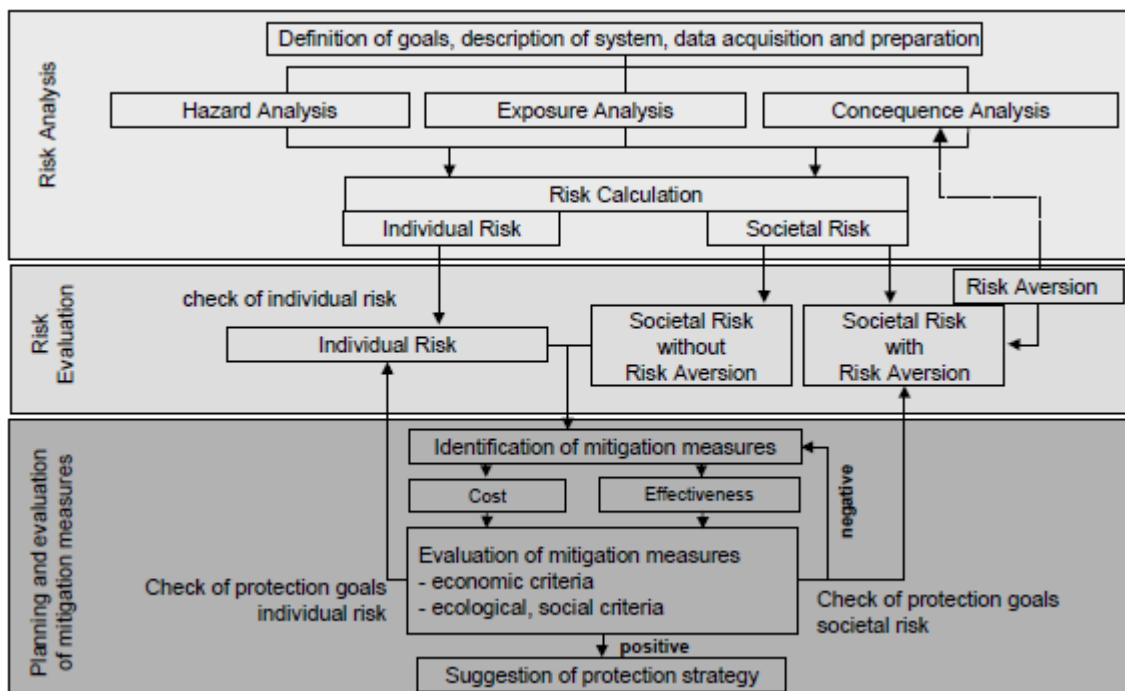 Risk Analysis
Definition of goals, description of system, data acquisition and preparation
Hazard Analysis
Exposure Analysis
Concequence Analysis
Risk Calculation
Individual Risk
Societal Risk
Risk
Evaluation
check of individual risk
Risk Aversion
Individual Risk
Societal Risk
without
Risk Aversion
Societal Risk
with
Risk Aversion
Planning and evaluation
of mitigation measures
Identification of mitigation measures
Cost
Effectiveness
negative
Evaluation of mitigation measures
- economic criteria
- ecological, social criteria
Check of protection goals
individual risk
Check of protection goals
societal risk
positive
Suggestion of protection strategy